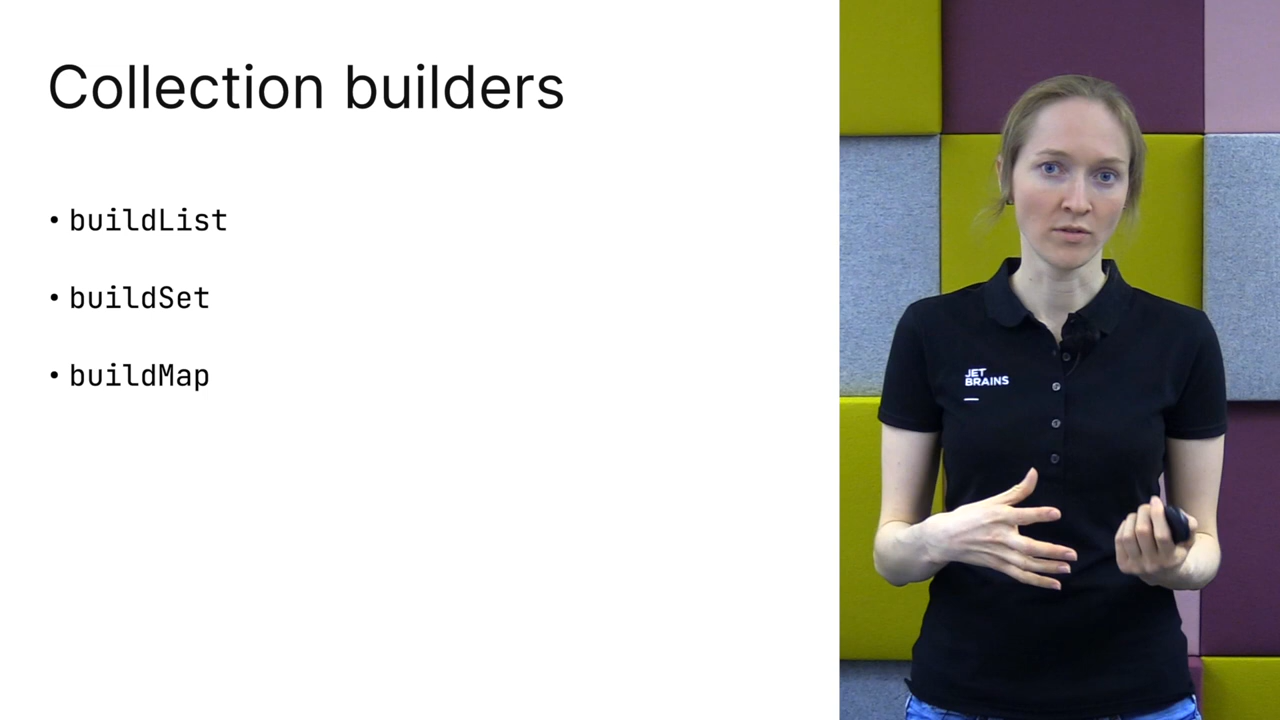 Collection builders
• buildList
• buildSet
• buildMap
JET
BRAINS